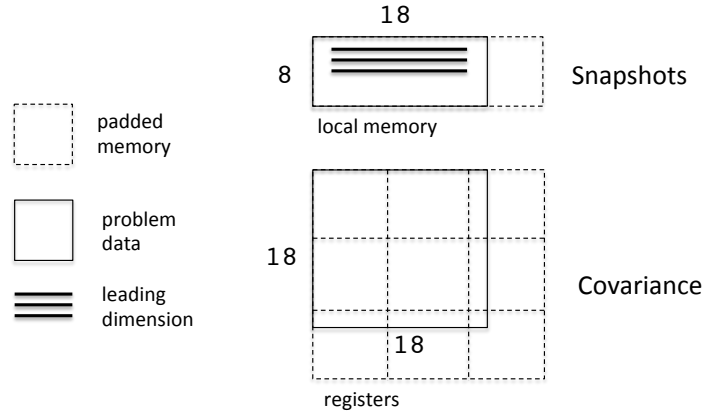 18
8
Snapshots
local memory
padded
memory
problem
data
18
Covariance
leading
dimension
18
registers